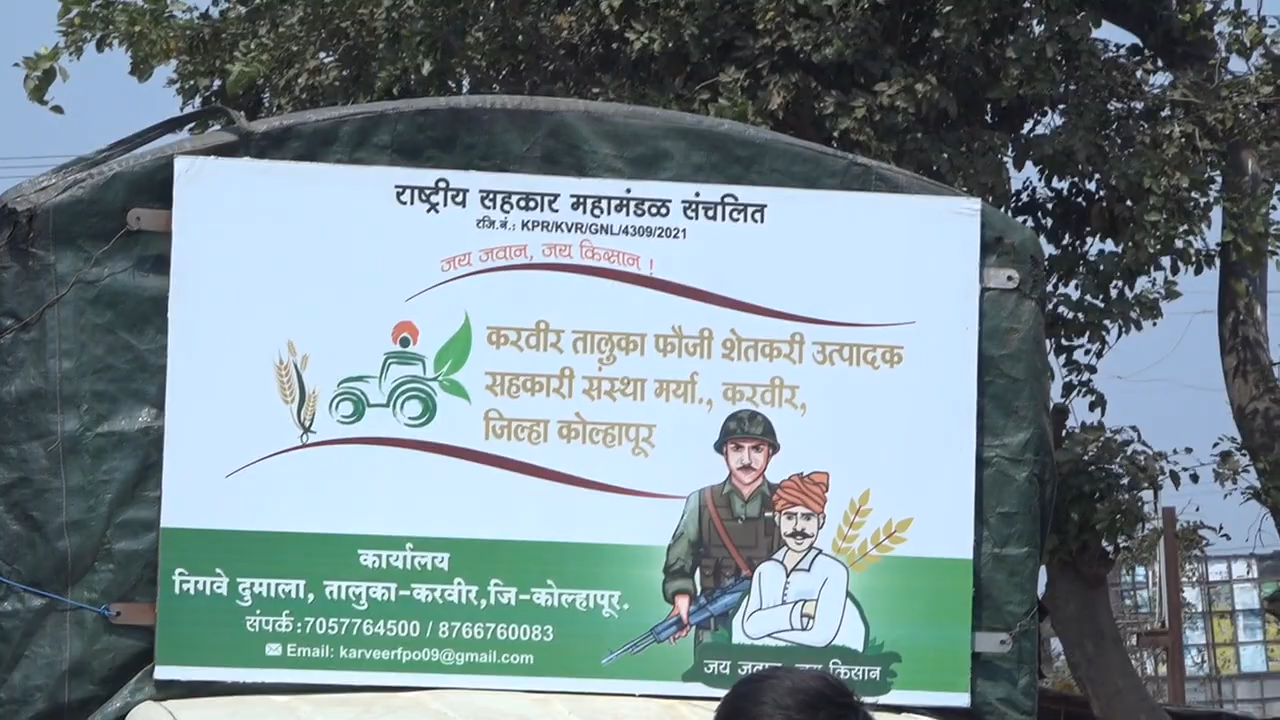 राष्ट्रीय सहकार महामंडळ संचलित
रजि.नं.: KPR/KVR/GNL/4309/2021
जय जवान, जय किसान !
करवीर तालुका फौजी शेतकरी उत्पादक
सहकारी संस्था मर्या., करवीर,
जिल्हा कोल्हापूर
कार्यालय
निगवे दुमाला, तालुका-करवीर,जि-कोल्हापूर.
संपर्क:7057764500 / 8766760083
Email: karveerfpo09@gmail.com
जय किसान